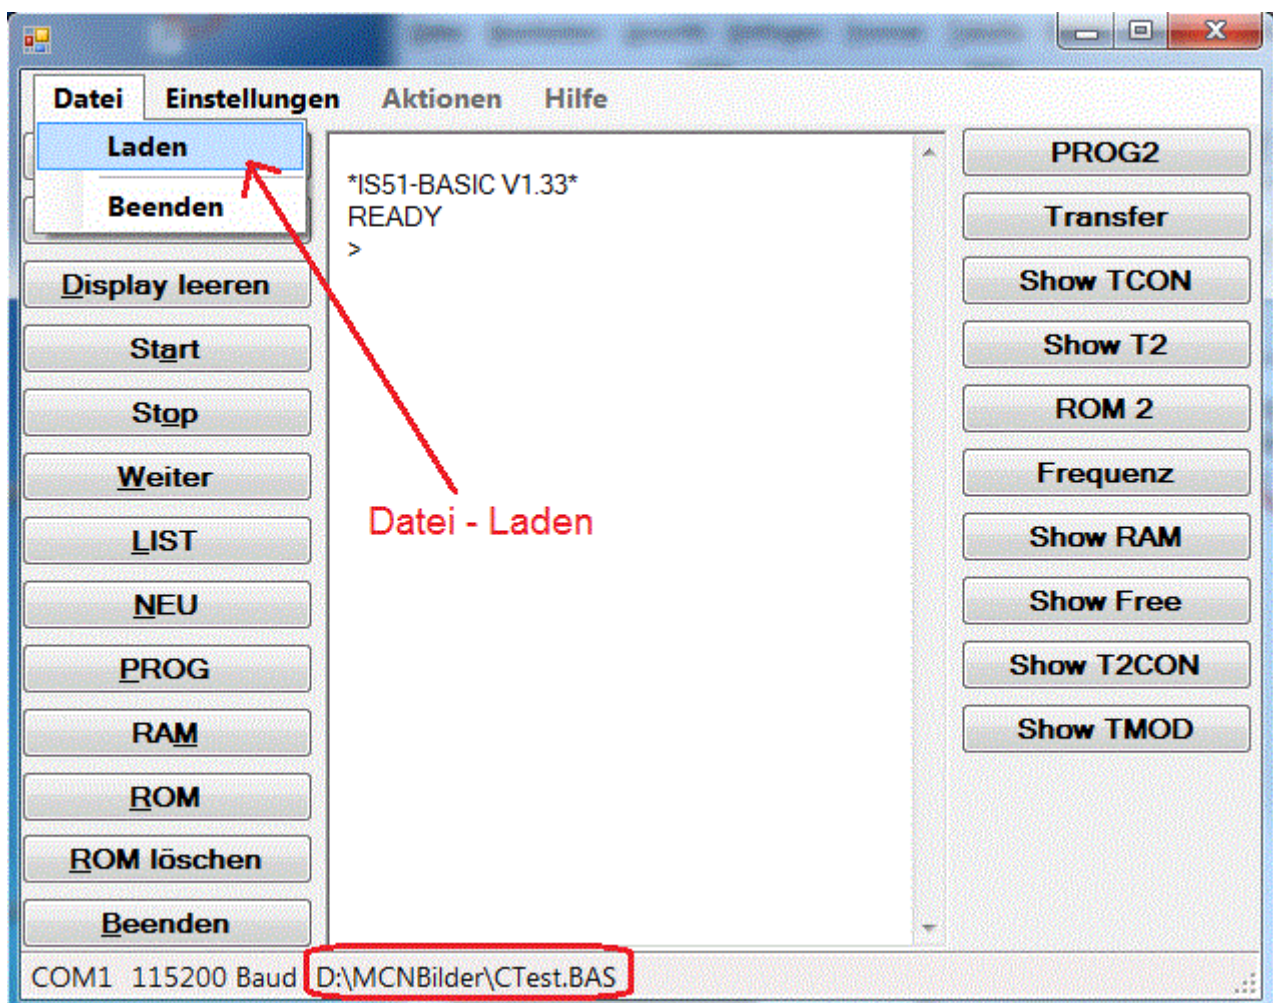 Datei Einstellungen Aktionen Hilfe
Laden
Beenden
Display leeren
Start
Stop
Weiter
LIST
NEU
PROG
RAM
ROM
ROM löschen
Beenden
*IS51-BASIC V1.33*
READY
>
Datei - Laden
PROG2
Transfer
Show TCON
Show T2
ROM 2
Frequenz
Show RAM
Show Free
Show T2CON
Show TMOD
COM1 115200 Baud D:\MCNBilder\CTest.BAS